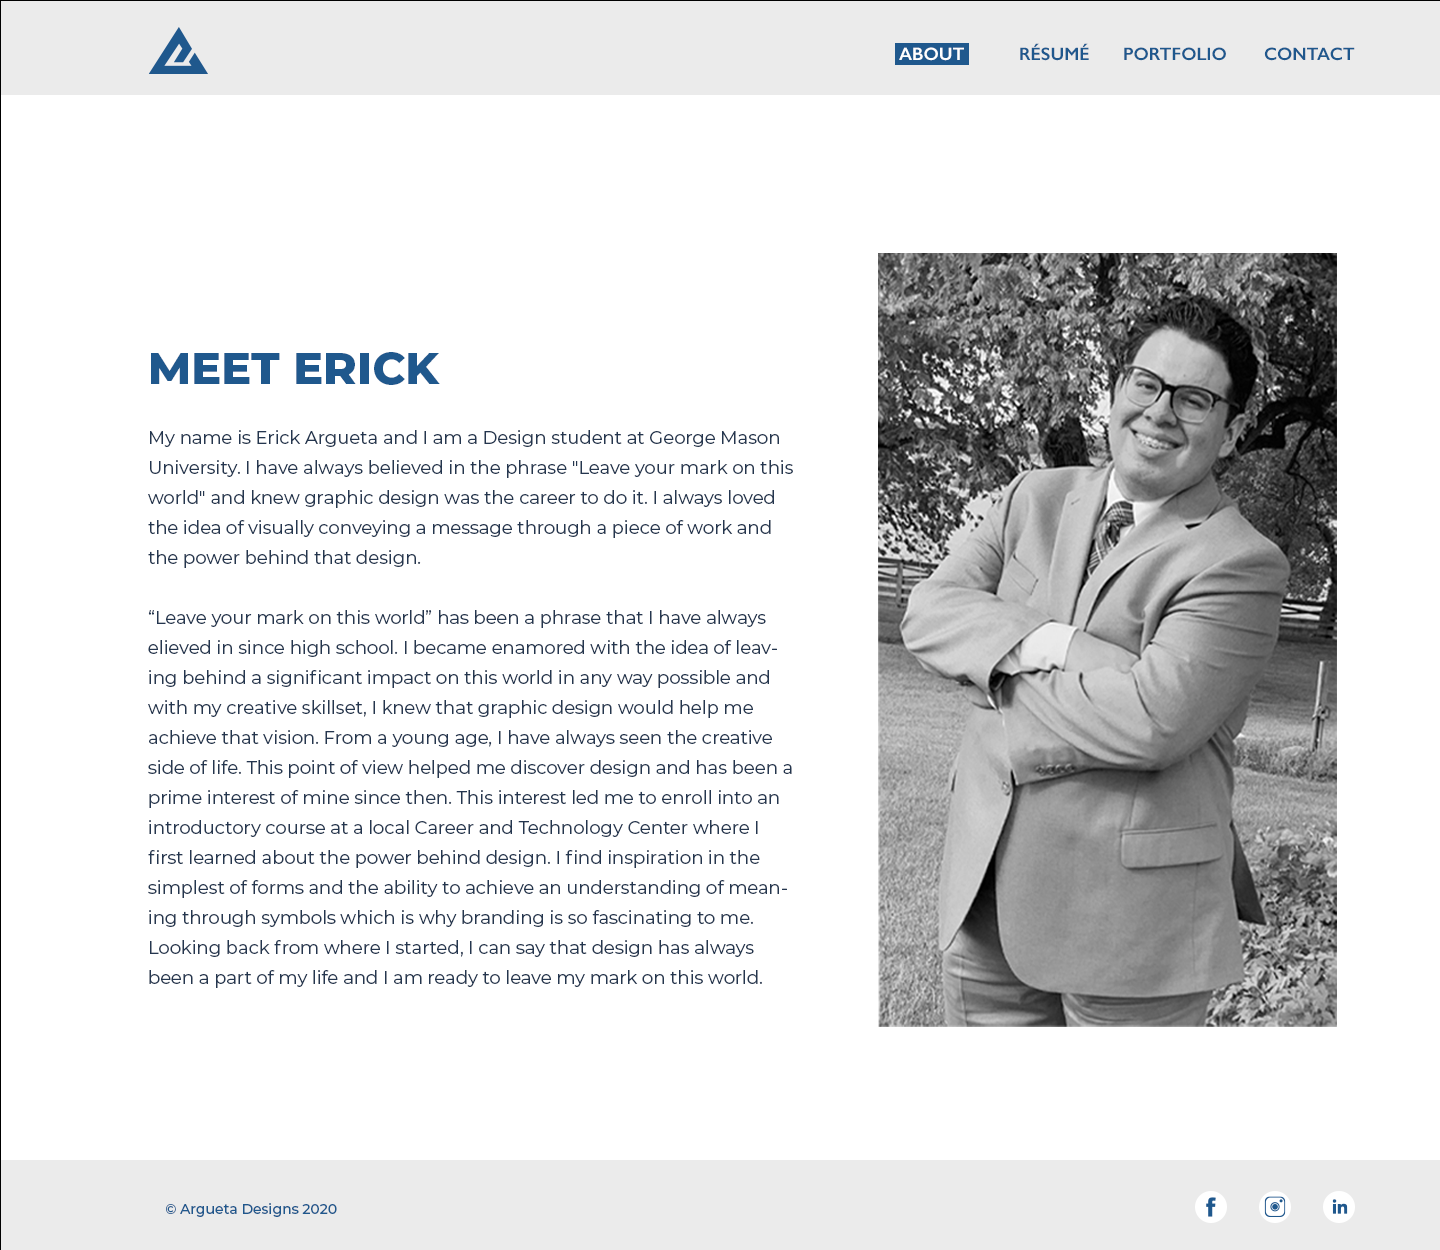 ABOUT RÉSUMÉ PORTFOLIO CONTACT
MEET ERICK
My name is Erick Argueta and I am a Design student at George Mason
University. I have always believed in the phrase "Leave your mark on this
world" and knew graphic design was the career to do it. I always loved
the idea of visually conveying a message through a piece of work and
the power behind that design.
“Leave your mark on this world” has been a phrase that I have always
elieved in since high school. I became enamored with the idea of leav-
ing behind a significant impact on this world in any way possible and
with my creative skillset, I knew that graphic design would help me
achieve that vision. From a young age, I have always seen the creative
side of life. This point of view helped me discover design and has been a
prime interest of mine since then. This interest led me to enroll into an
introductory course at a local Career and Technology Center where I
first learned about the power behind design. I find inspiration in the
simplest of forms and the ability to achieve an understanding of mean-
ing through symbols which is why branding is so fascinating to me.
Looking back from where I started, I can say that design has always
been a part of my life and I am ready to leave my mark on this world.
© Argueta Designs 2020
f
in